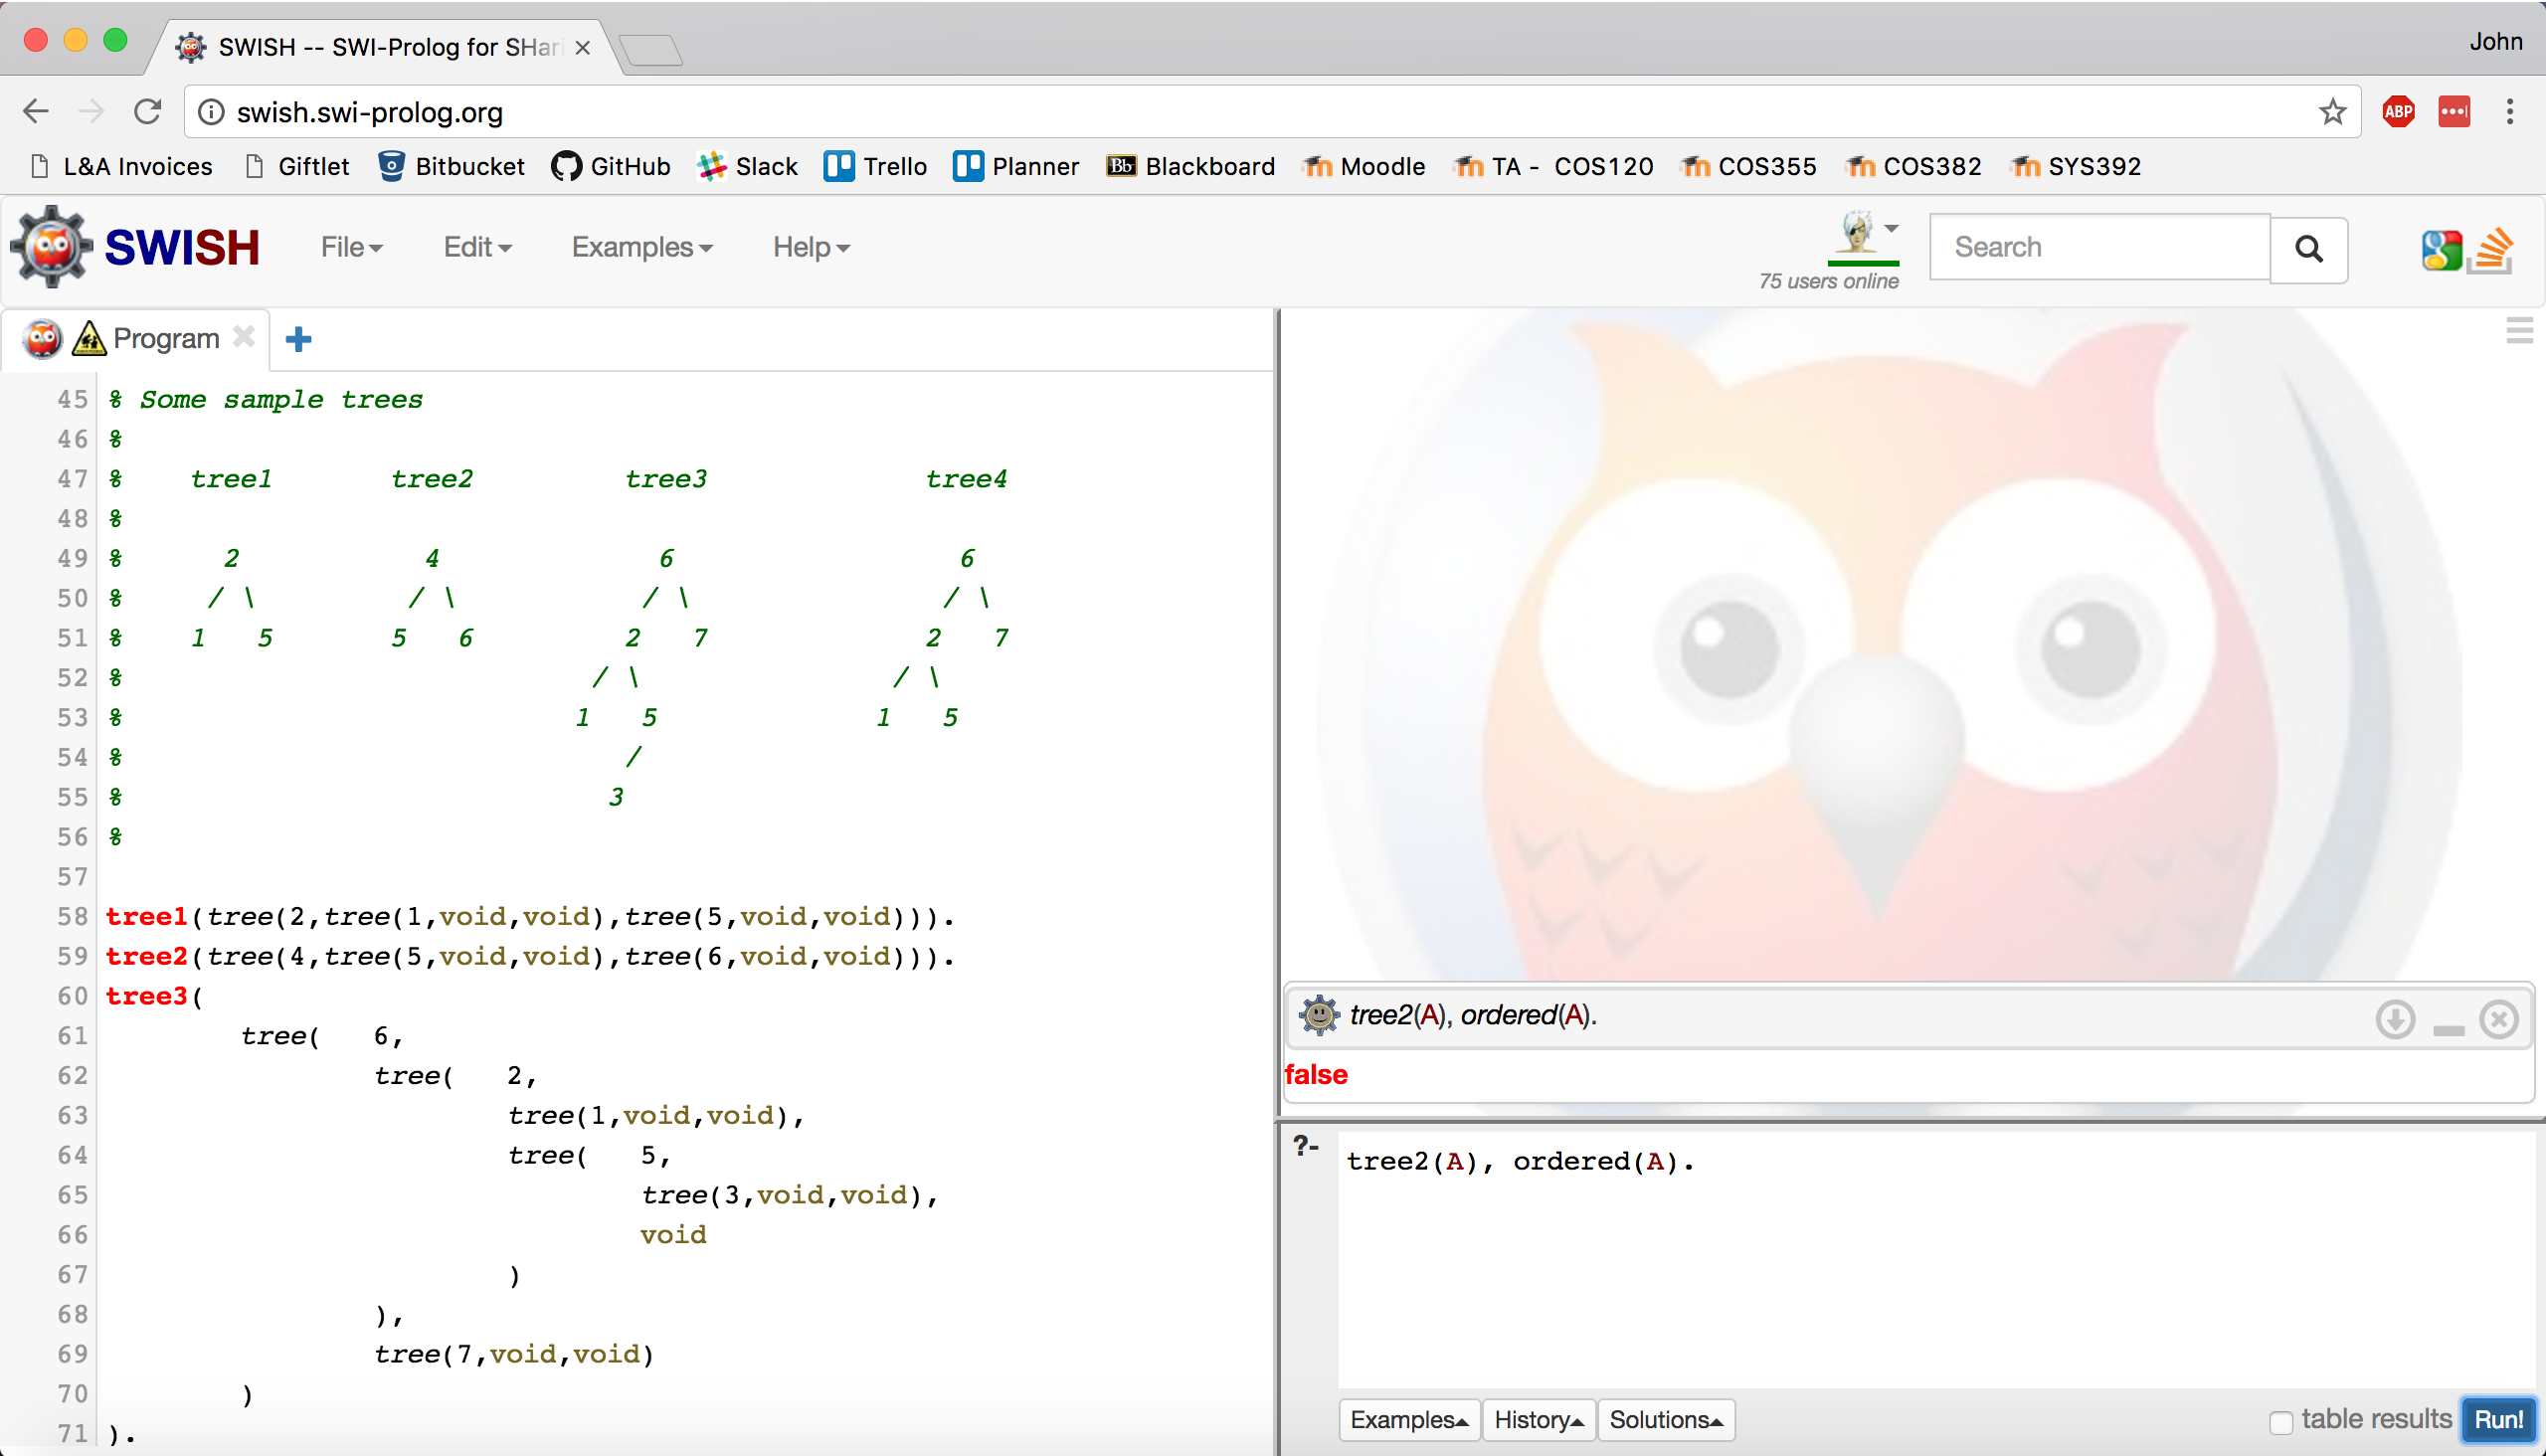 SWISH -- SWI-Prolog for SHari
John
swish.swi-prolog.org
ABP
L&A Invoices Giftlet Bitbucket GitHub Slack Trello Planner Bb Blackboard Moodle TA - COS120 COS355 COS382 SYS392
SWISH File Edit Examples Help
75 users online
Search
Program
45 % Some sample trees
46 %
47 % tree1 tree2 tree3 tree4
48 %
49 % 2 4 6 6
50 % / \ / \ / \ / \
51 % 1 5 5 6 2 7 2 7
52 % / \ / \
53 % 1 5 1 5
54 % /
55 % 3
56 %
57
58 tree1(tree(2,tree(1,void,void),tree(5,void,void))).
59 tree2(tree(4,tree(5,void,void),tree(6,void,void))).
60 tree3(
61 tree( 6,
62 tree( 2,
63 tree(1,void,void),
64 tree( 5,
65 tree(3,void,void),
66 void
67 )
68 ),
69 tree(7,void,void)
70 )
71 ).
tree2(A), ordered(A).
false
?- tree2(A), ordered(A).
Examples History Solutions table results Run!